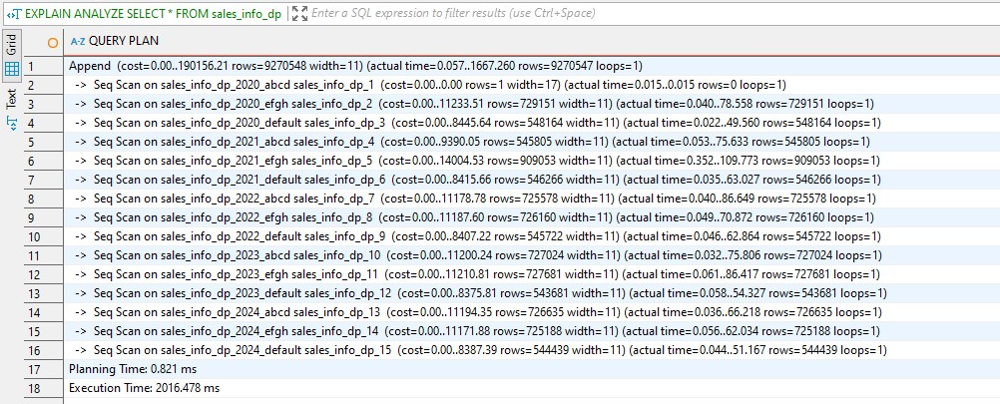 EXPLAIN ANALYZE SELECT * FROM sales_info_dp Enter a SQL expression to filter results (use Ctrl+Space)
Grid
Text
A-Z QUERY PLAN
1 Append (cost=0.00..190156.21 rows=9270548 width=11) (actual time=0.057..1667.260 rows=9270547 loops=1)
2 -> Seq Scan on sales_info_dp_2020_abcd sales_info_dp_1 (cost=0.00..0.00 rows=1 width=17) (actual time=0.015..0.015 rows=0 loops=1)
3 -> Seq Scan on sales_info_dp_2020_efgh sales_info_dp_2 (cost=0.00..11233.51 rows=729151 width=11) (actual time=0.040..78.558 rows=729151 loops=1)
4 -> Seq Scan on sales_info_dp_2020_default sales_info_dp_3 (cost=0.00..8445.64 rows=548164 width=11) (actual time=0.022..49.560 rows=548164 loops=1)
5 -> Seq Scan on sales_info_dp_2021_abcd sales_info_dp_4 (cost=0.00..9390.05 rows=545805 width=11) (actual time=0.053..75.633 rows=545805 loops=1)
6 -> Seq Scan on sales_info_dp_2021_efgh sales_info_dp_5 (cost=0.00..14004.53 rows=909053 width=11) (actual time=0.352..109.773 rows=909053 loops=1)
7 -> Seq Scan on sales_info_dp_2021_default sales_info_dp_6 (cost=0.00..8415.66 rows=546266 width=11) (actual time=0.035..63.027 rows=546266 loops=1)
8 -> Seq Scan on sales_info_dp_2022_abcd sales_info_dp_7 (cost=0.00..11178.78 rows=725578 width=11) (actual time=0.040..86.649 rows=725578 loops=1)
9 -> Seq Scan on sales_info_dp_2022_efgh sales_info_dp_8 (cost=0.00..11187.60 rows=726160 width=11) (actual time=0.049..70.872 rows=726160 loops=1)
10 -> Seq Scan on sales_info_dp_2022_default sales_info_dp_9 (cost=0.00..8407.22 rows=545722 width=11) (actual time=0.046..62.864 rows=545722 loops=1)
11 -> Seq Scan on sales_info_dp_2023_abcd sales_info_dp_10 (cost=0.00..11200.24 rows=727024 width=11) (actual time=0.032..75.806 rows=727024 loops=1)
12 -> Seq Scan on sales_info_dp_2023_efgh sales_info_dp_11 (cost=0.00..11210.81 rows=727681 width=11) (actual time=0.061..86.417 rows=727681 loops=1)
13 -> Seq Scan on sales_info_dp_2023_default sales_info_dp_12 (cost=0.00..8375.81 rows=543681 width=11) (actual time=0.058..54.327 rows=543681 loops=1)
14 -> Seq Scan on sales_info_dp_2024_abcd sales_info_dp_13 (cost=0.00..11194.35 rows=726635 width=11) (actual time=0.036..66.218 rows=726635 loops=1)
15 -> Seq Scan on sales_info_dp_2024_efgh sales_info_dp_14 (cost=0.00..11171.88 rows=725188 width=11) (actual time=0.056..62.034 rows=725188 loops=1)
16 -> Seq Scan on sales_info_dp_2024_default sales_info_dp_15 (cost=0.00..8387.39 rows=544439 width=11) (actual time=0.044..51.167 rows=544439 loops=1)
17 Planning Time: 0.821 ms
18 Execution Time: 2016.478 ms